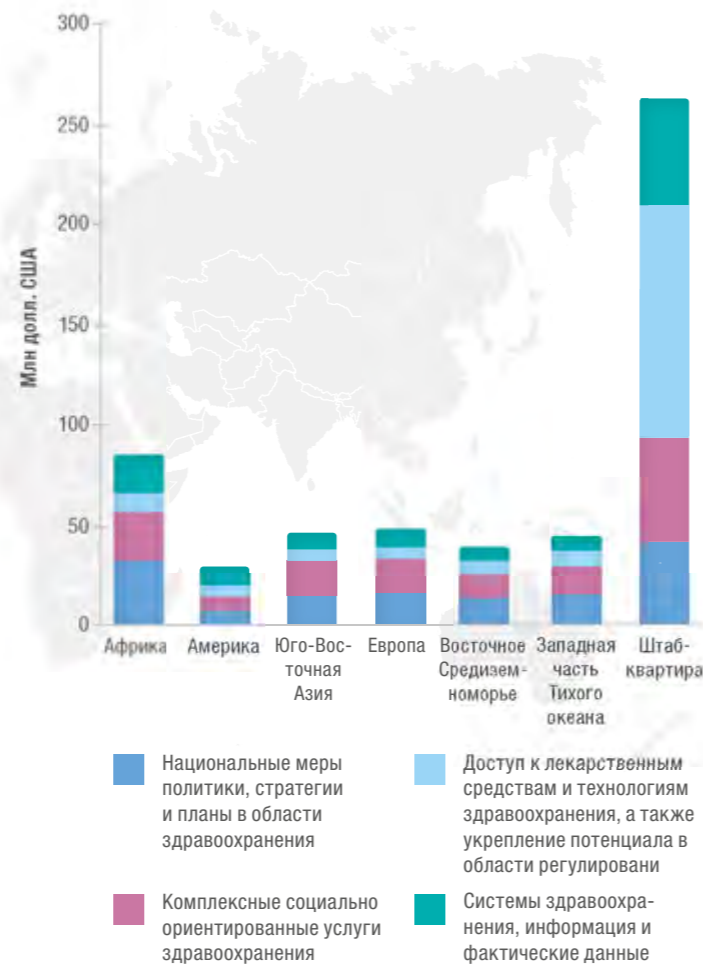 300
250
200
150
100
50
0
Млн долл. США
Африка
Америка
Юго-Вос-
точная
Азия
Европа
Восточное
Средизем-
номорье
Западная
часть
Тихого
океана
Штаб-
квартира
Национальные меры
политики, стратегии
и планы в области
здравоохранения
Комплексные социально
ориентированные услуги
здравоохранения
Доступ к лекарственным
средствам и технологиям
здравоохранения, а также
укрепление потенциала в
области регулировани
Системы здравоохра-
нения, информация и
фактические данные